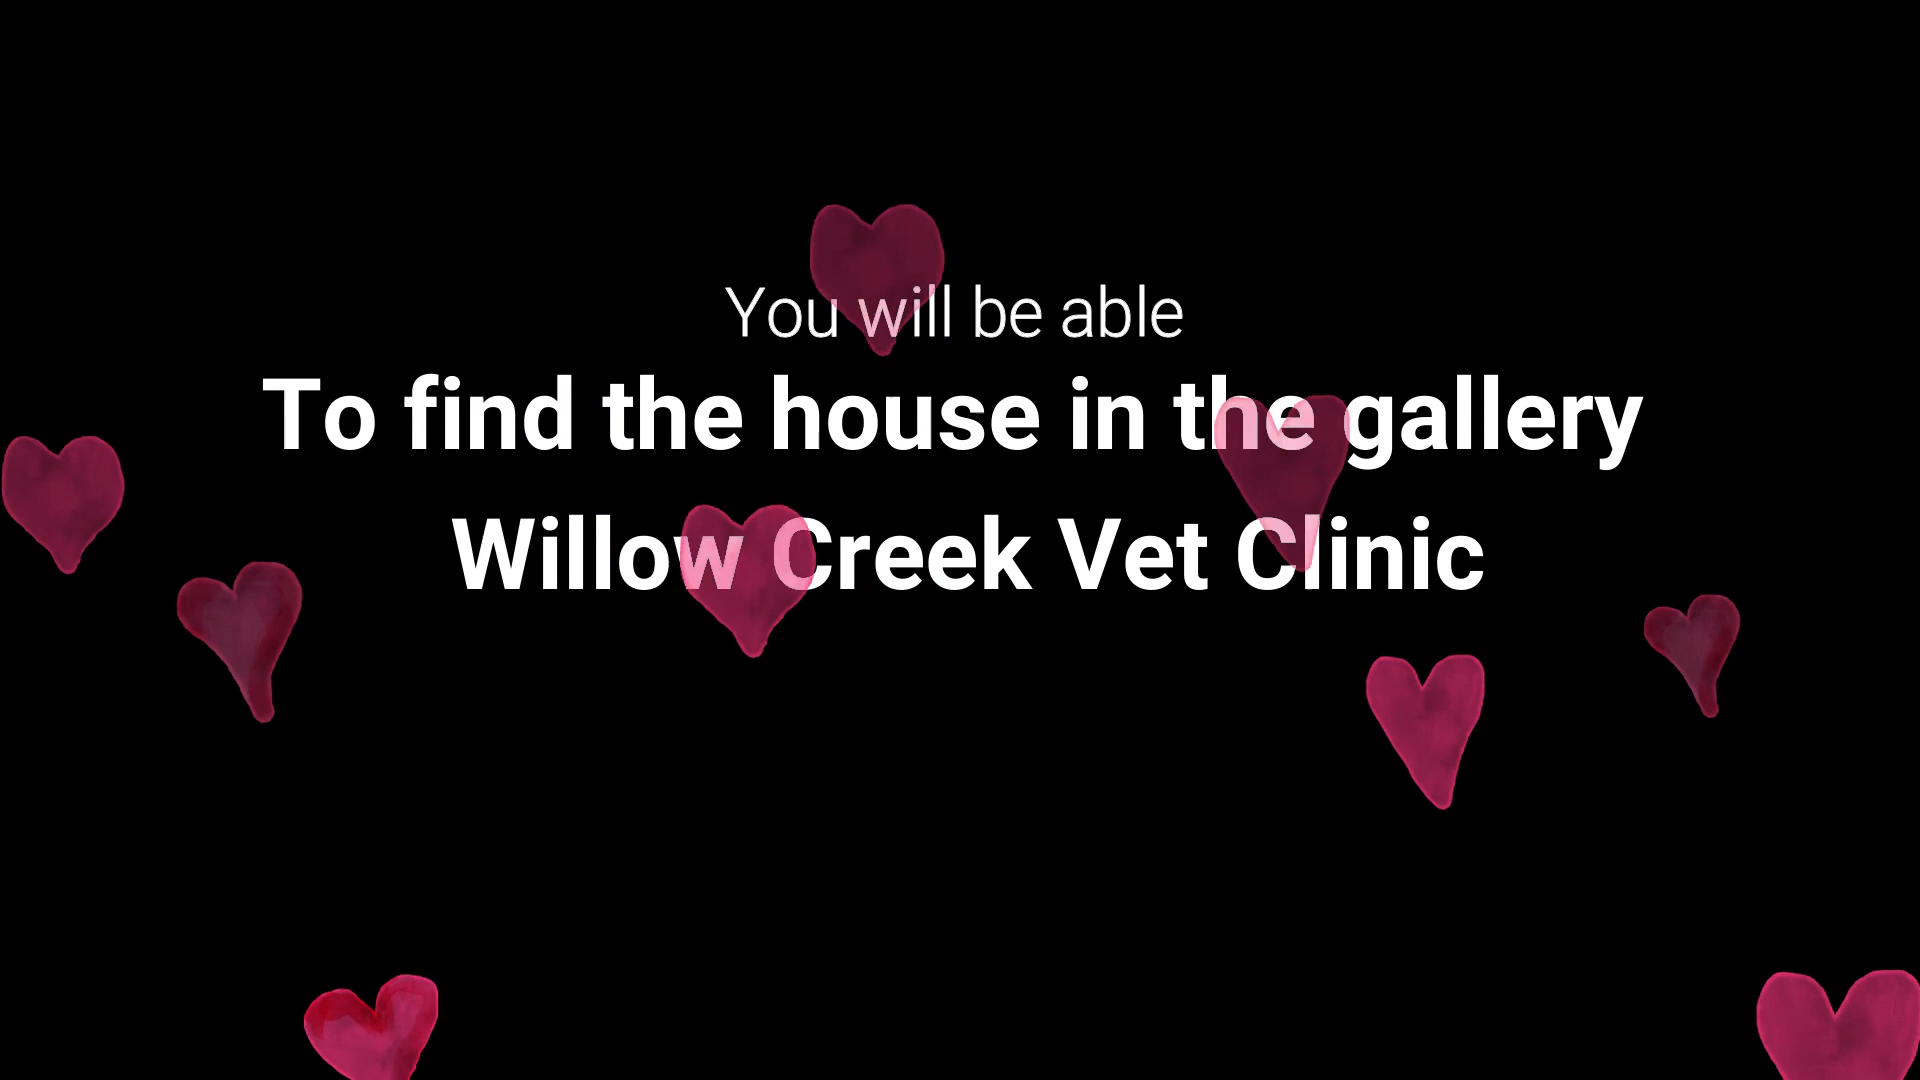 You will be able
To find the house in the gallery
Willow Creek Vet Clinic